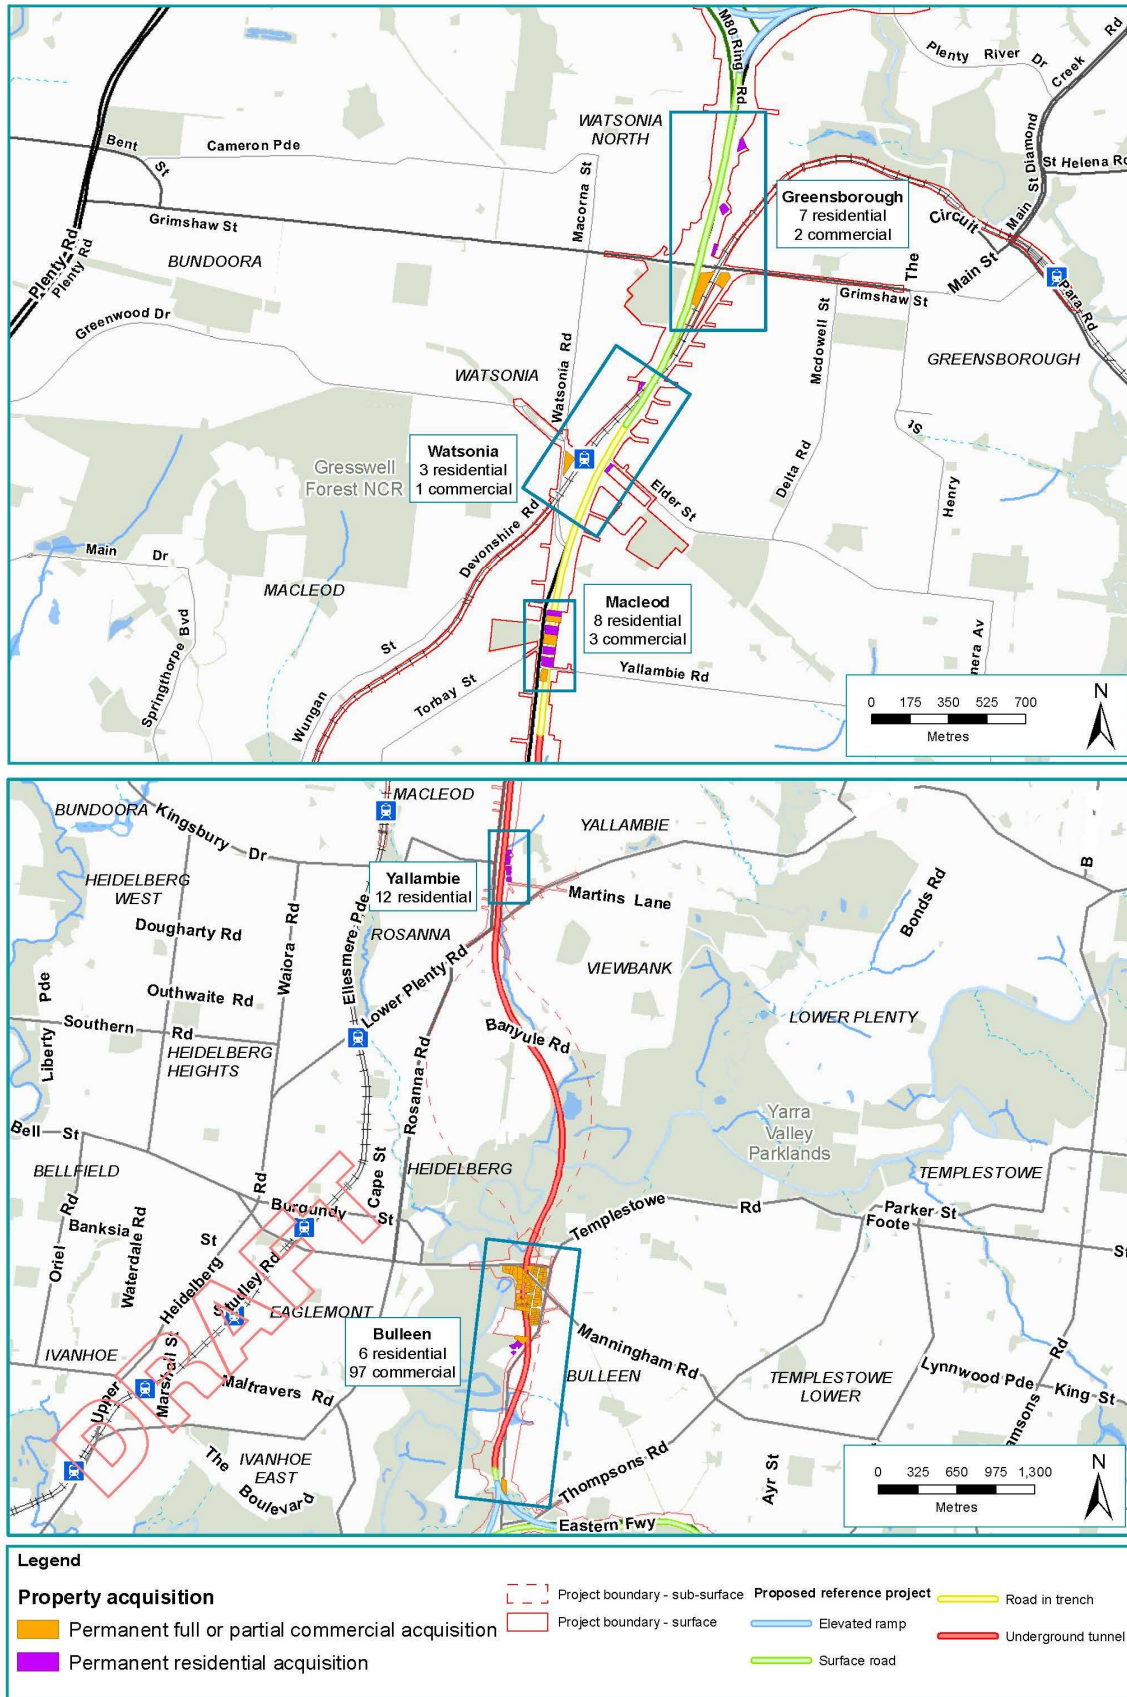 M80 Ring Rd
Plenty River Dr
Creek Rd
WATSONIA
NORTH
Bent St
Cameron Pde
Macorna St
Main St
Diamond
St Helena Rd
Greensborough
7 residential
2 commercial
Circuit
Main St
The
Grimshaw St
Plenty Rd
Plenty Rd
BUNDOORA
Para Rd
Grimshaw St
Greenwood Dr
Mcdowell St
GREENSBOROUGH
WATSONIA
Watsonia Rd
St
Watsonia
3 residential
1 commercial
Gresswell
Forest NCR
Delta Rd
Henry
Elder St
Devonshire Rd
Main Dr
MACLEOD
Macleod
8 residential
3 commercial
Springthorpe Bvd
Wungan St
Torbay St
Yallambie Rd
nera Av
0 175 350 525 700
Metres
N
BUNDOORA
Kingsbury Dr
MACLEOD
YALLAMBIE
B
HEIDELBERG
WEST
Yallambie
12 residential
Martins Lane
Bonds Rd
Dougharty Rd
Waiora Rd
Ellesmere Pde
ROSANNA
Lower Plenty Rd
VIEWBANK
Liberty Pde
Outhwaite Rd
LOWER PLENTY
Southern Rd
Banyule Rd
HEIDELBERG
HEIGHTS
Rosanna Rd
Yarra
Valley
Parklands
Bell St
BELLFIELD
HEIDELBERG
TEMPLESTOWE
Cape St
Rd
Burgundy St
Templestowe Rd
Parker St
Foote
St
Oriel Rd
Banksia St
Waterdale Rd
Heidelberg
Studley Rd
EAGLEMONT
DRAFT
Bulleen
6 residential
97 commercial
Manningham Rd
BULLEEN
IVANHOE
Upper
Marshall St
Maltravers Rd
TEMPLESTOWE
LOWER
Lynnwood Pde
King St
Rd
amsons
IVANHOE
EAST
The Boulevard
Thompsons Rd
Ayr St
Eastern Fwy
0 325 650 975 1,300
Metres
N
Legend
Property acquisition
Permanent full or partial commercial acquisition
Permanent residential acquisition
Project boundary - sub-surface
Project boundary - surface
Proposed reference project
Elevated ramp
Surface road
Road in trench
Underground tunnel